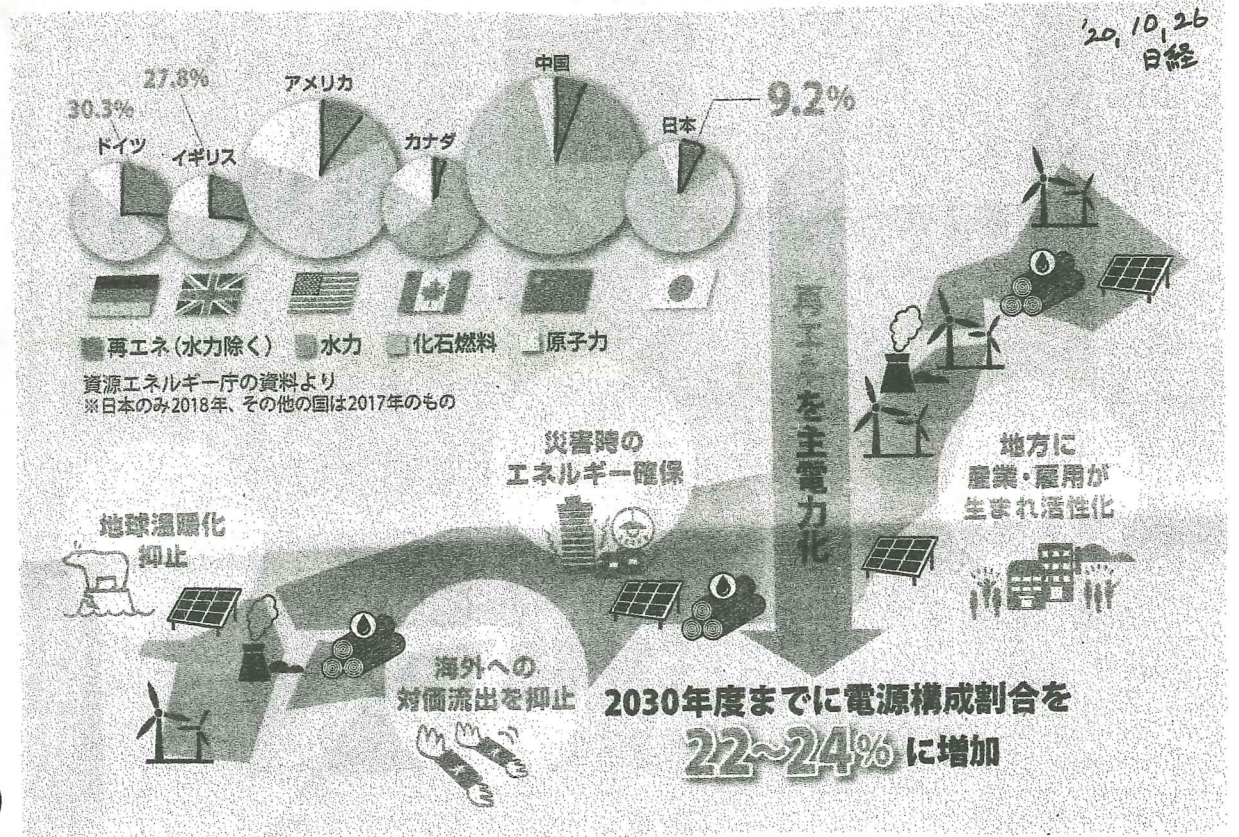 '20, 10, 26
日経
27.8%
30.3%
ドイツ
イギリス
アメリカ
カナダ
中国
日本
9.2%
再エネ(水力除く)
水力
化石燃料
原子力
資源エネルギー庁の資料より
※日本のみ2018年、その他の国は2017年のもの
再エネを主電力化
地球温暖化
抑止
災害時の
エネルギー確保
地方に
産業・雇用が
生まれ活性化
海外への
対価流出を抑止
2030年度までに電源構成割合を
22~24%に増加